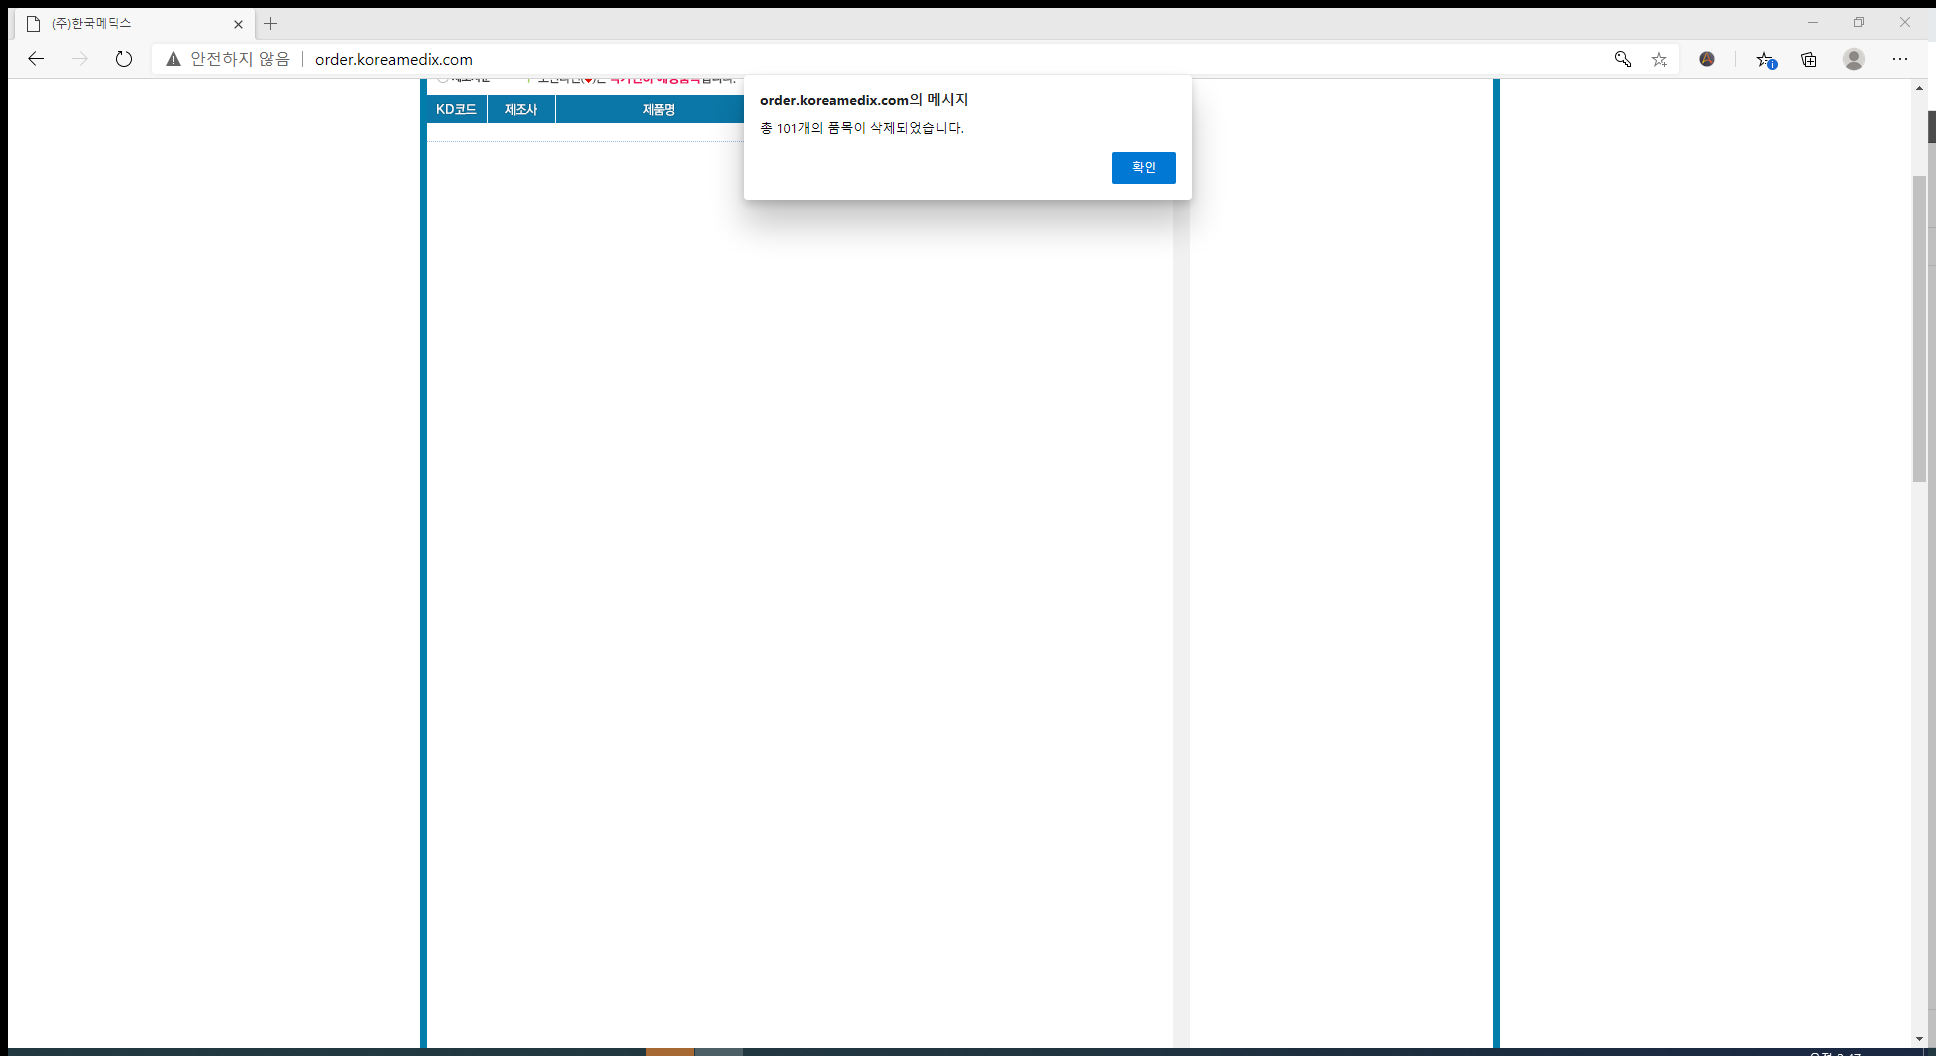 (주)한국메딕스
안전하지 않음
order.koreamedix.com
KD코드 제조사 제품명
order.koreamedix.com의 메시지
총 101개의 품목이 삭제되었습니다.
확인